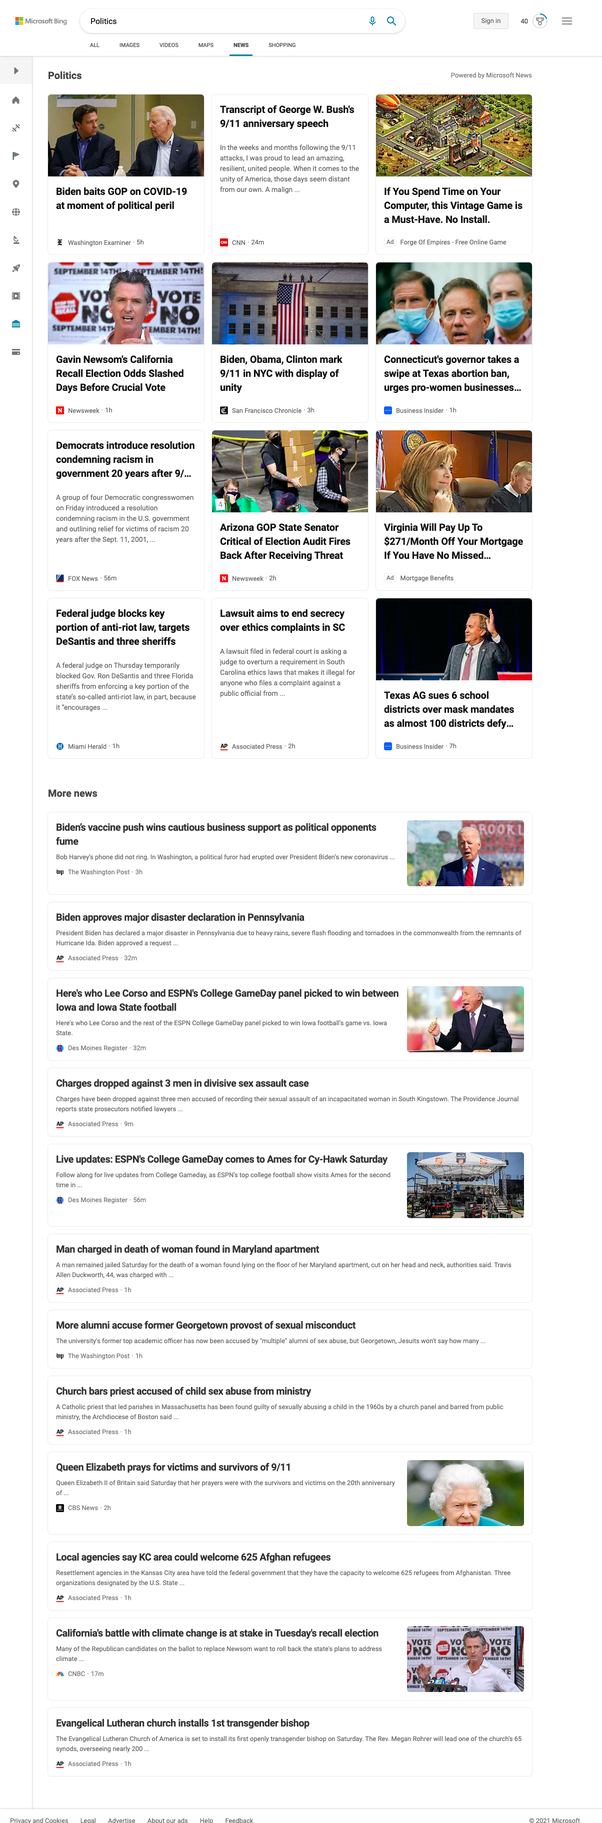 Microsoft Bing
Politics
Sign in
40
ALL
IMAGES
VIDEOS
MAPS
NEWS
SHOPPING
Politics
Powered by Microsoft News
Biden baits GOP on COVID-19
at moment of political peril
Washington Examiner · 5h
Transcript of George W. Bush's
9/11 anniversary speech
In the weeks and months following the 9/11
attacks, I was proud to lead an amazing,
resilient, united people. When it comes to the
unity of America, those days seem distant
from our own. A malign ...
CNN · 24m
If You Spend Time on Your
Computer, this Vintage Game is
a Must-Have. No Install.
Ad Forge Of Empires - Free Online Game
SEPTEMBER 14TH!
VOTE
NO
SEPTEMBER 14TH!
Gavin Newsom's California
Recall Election Odds Slashed
Days Before Crucial Vote
Newsweek · 1h
Biden, Obama, Clinton mark
9/11 in NYC with display of
unity
San Francisco Chronicle · 3h
Connecticut's governor takes a
swipe at Texas abortion ban,
urges pro-women businesses...
Business Insider · 1h
Democrats introduce resolution
condemning racism in
government 20 years after 9/...
A group of four Democratic congresswomen
on Friday introduced a resolution
condemning racism in the U.S. government
and outlining relief for victims of racism 20
years after the Sept. 11, 2001, ...
FOX News · 56m
4
Arizona GOP State Senator
Critical of Election Audit Fires
Back After Receiving Threat
Newsweek · 2h
Virginia Will Pay Up To
$271/Month Off Your Mortgage
If You Have No Missed...
Ad Mortgage Benefits
Federal judge blocks key
portion of anti-riot law, targets
DeSantis and three sheriffs
A federal judge on Thursday temporarily
blocked Gov. Ron DeSantis and three Florida
sheriffs from enforcing a key portion of the
state's so-called anti-riot law, in part, because
it "encourages ...
Miami Herald · 1h
Lawsuit aims to end secrecy
over ethics complaints in SC
A lawsuit filed in federal court is asking a
judge to overturn a requirement in South
Carolina ethics laws that makes it illegal for
anyone who files a complaint against a
public official from ...
AP Associated Press · 2h
Texas AG sues 6 school
districts over mask mandates
as almost 100 districts defy...
Business Insider · 7h
More news
Biden's vaccine push wins cautious business support as political opponents
fume
Bob Harvey's phone did not ring. In Washington, a political furor had erupted over President Biden's new coronavirus ...
wp The Washington Post · 3h
Biden approves major disaster declaration in Pennsylvania
President Biden has declared a major disaster in Pennsylvania due to heavy rains, severe flash flooding and tornadoes in the commonwealth from the remnants of
Hurricane Ida. Biden approved a request ...
AP Associated Press · 32m
Here's who Lee Corso and ESPN's College GameDay panel picked to win between
Iowa and Iowa State football
Here's who Lee Corso and the rest of the ESPN College GameDay panel picked to win Iowa football's game vs. Iowa
State.
Des Moines Register · 32m
Charges dropped against 3 men in divisive sex assault case
Charges have been dropped against three men accused of recording their sexual assault of an incapacitated woman in South Kingstown. The Providence Journal
reports state prosecutors notified lawyers ...
AP Associated Press · 9m
Live updates: ESPN's College GameDay comes to Ames for Cy-Hawk Saturday
Follow along for live updates from College Gameday, as ESPN's top college football show visits Ames for the second
time in ...
Des Moines Register · 56m
Man charged in death of woman found in Maryland apartment
A man remained jailed Saturday for the death of a woman found lying on the floor of her Maryland apartment, cut on her head and neck, authorities said. Travis
Allen Duckworth, 44, was charged with ...
AP Associated Press · 1h
More alumni accuse former Georgetown provost of sexual misconduct
The university's former top academic officer has now been accused by "multiple" alumni of sex abuse, but Georgetown, Jesuits won't say how many ...
wp The Washington Post · 1h
Church bars priest accused of child sex abuse from ministry
A Catholic priest that led parishes in Massachusetts has been found guilty of sexually abusing a child in the 1960s by a church panel and barred from public
ministry, the Archdiocese of Boston said ...
AP Associated Press · 1h
Queen Elizabeth prays for victims and survivors of 9/11
Queen Elizabeth II of Britain said Saturday that her prayers were with the survivors and victims on the 20th anniversary
of ...
CBS News · 2h
Local agencies say KC area could welcome 625 Afghan refugees
Resettlement agencies in the Kansas City area have told the federal government that they have the capacity to welcome 625 refugees from Afghanistan. Three
organizations designated by the U.S. State ...
AP Associated Press · 1h
California's battle with climate change is at stake in Tuesday's recall election
Many of the Republican candidates on the ballot to replace Newsom want to roll back the state's plans to address
climate ...
CNBC · 17m
VOTE
NO
Evangelical Lutheran church installs 1st transgender bishop
The Evangelical Lutheran Church of America is set to install its first openly transgender bishop on Saturday. The Rev. Megan Rohrer will lead one of the church's 65
synods, overseeing nearly 200 ...
AP Associated Press · 1h
Privacy and Cookies
Legal
Advertise
About our ads
Help
Feedback
© 2021 Microsoft